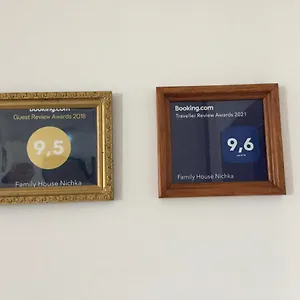 Booking.com
Guest Review Awards 2018
9,5
Family House Nichka
Booking.com
Traveller Review Awards 2021
9,6
Family House Nichka